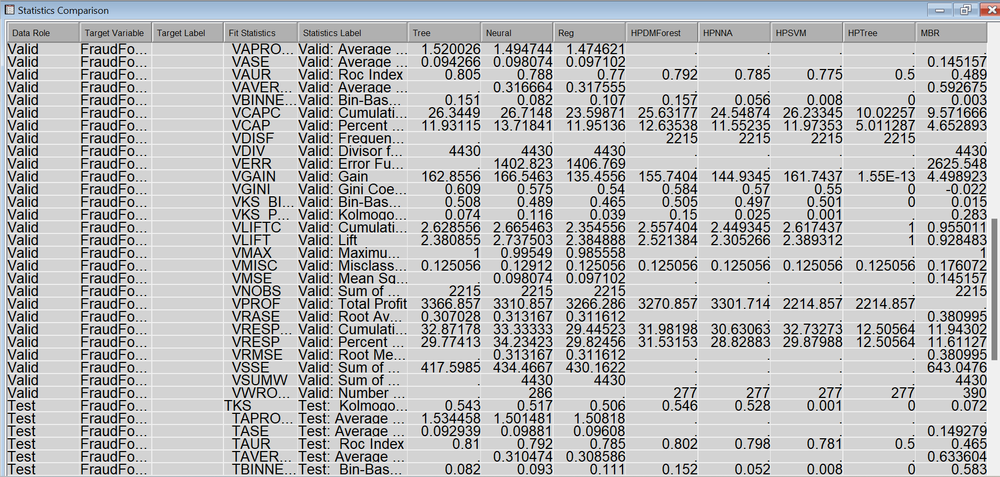 Statistics Comparison
Data Role Target Variable Target Label Fit Statistics Statistics Label Tree Neural Reg HPDMForest HPNNA HPSVM HPTree MBR
Valid FraudFo... VAPRO... Valid: Average ... 1.520026 1.494744 1.474621 . . . . .
Valid FraudFo... VASE Valid: Average ... 0.094266 0.098074 0.097102 . . . . 0.145157
Valid FraudFo... VAUR Valid: Roc Index 0.805 0.788 0.77 0.792 0.785 0.775 0.5 0.489
Valid FraudFo... VAVER... Valid: Average ... . 0.316664 0.317555 . . . . 0.592675
Valid FraudFo... VBINNE... Valid: Bin-Bas... 0.151 0.082 0.107 0.157 0.056 0.008 0 0.003
Valid FraudFo... VCAPC Valid: Cumulati... 26.3449 26.7148 23.59871 25.63177 24.54874 26.23345 10.02257 9.571666
Valid FraudFo... VCAP Valid: Percent ... 11.93115 13.71841 11.95136 12.63538 11.55235 11.97353 5.011287 4.652893
Valid FraudFo... VDISF Valid: Frequen... . . . 2215 2215 2215 2215 .
Valid FraudFo... VDIV Valid: Divisor f... 4430 4430 4430 . . . . 4430
Valid FraudFo... VERR Valid: Error Fu... . 1402.823 1406.769 . . . . 2625.548
Valid FraudFo... VGAIN Valid: Gain 162.8556 166.5463 135.4556 155.7404 144.9345 161.7437 1.55E-13 4.498923
Valid FraudFo... VGINI Valid: Gini Coe... 0.609 0.575 0.54 0.584 0.57 0.55 0 -0.022
Valid FraudFo... VKS_BI... Valid: Bin-Bas... 0.508 0.489 0.465 0.505 0.497 0.501 0 0.015
Valid FraudFo... VKS_P... Valid: Kolmogo... 0.074 0.116 0.039 0.15 0.025 0.001 . 0.283
Valid FraudFo... VLIFTC Valid: Cumulati... 2.628556 2.665463 2.354556 2.557404 2.449345 2.617437 1 0.955011
Valid FraudFo... VLIFT Valid: Lift 2.380855 2.737503 2.384888 2.521384 2.305266 2.389312 1 0.928483
Valid FraudFo... VMAX Valid: Maximu... 1 0.99549 0.985558 . . . . 1
Valid FraudFo... VMISC Valid: Misclass... 0.125056 0.12912 0.125056 0.125056 0.125056 0.125056 0.125056 0.176072
Valid FraudFo... VMSE Valid: Mean Sq... . 0.098074 0.097102 . . . . 0.145157
Valid FraudFo... VNOBS Valid: Sum of ... 2215 2215 2215 . . . . 2215
Valid FraudFo... VPROF Valid: Total Profit 3366.857 3310.857 3266.286 3270.857 3301.714 2214.857 2214.857 .
Valid FraudFo... VRASE Valid: Root Av... 0.307028 0.313167 0.311612 . . . . 0.380995
Valid FraudFo... VRESP... Valid: Cumulati... 32.87178 33.33333 29.44523 31.98198 30.63063 32.73273 12.50564 11.94302
Valid FraudFo... VRESP Valid: Percent ... 29.77413 34.23423 29.82456 31.53153 28.82883 29.87988 12.50564 11.61127
Valid FraudFo... VRMSE Valid: Root Me... . 0.313167 0.311612 . . . . 0.380995
Valid FraudFo... VSSE Valid: Sum of ... 417.5985 434.4667 430.1622 . . . . 643.0476
Valid FraudFo... VSUMW Valid: Sum of ... . 4430 4430 . . . . 4430
Valid FraudFo... VWRO... Valid: Number ... . 286 . 277 277 277 277 390
Test FraudFo... TKS Test: Kolmogo... 0.543 0.517 0.506 0.546 0.528 0.001 0 0.072
Test FraudFo... TAPRO... Test: Average ... 1.534458 1.501481 1.50818 . . . . .
Test FraudFo... TASE Test: Average ... 0.092939 0.09881 0.09608 . . . . 0.149279
Test FraudFo... TAUR Test: Roc Index 0.81 0.792 0.785 0.802 0.798 0.781 0.5 0.465
Test FraudFo... TAVER... Test: Average ... . 0.310474 0.308586 . . . . 0.633604
Test FraudFo... TBINNE... Test: Bin-Bas... 0.082 0.093 0.111 0.152 0.052 0.008 0 0.583